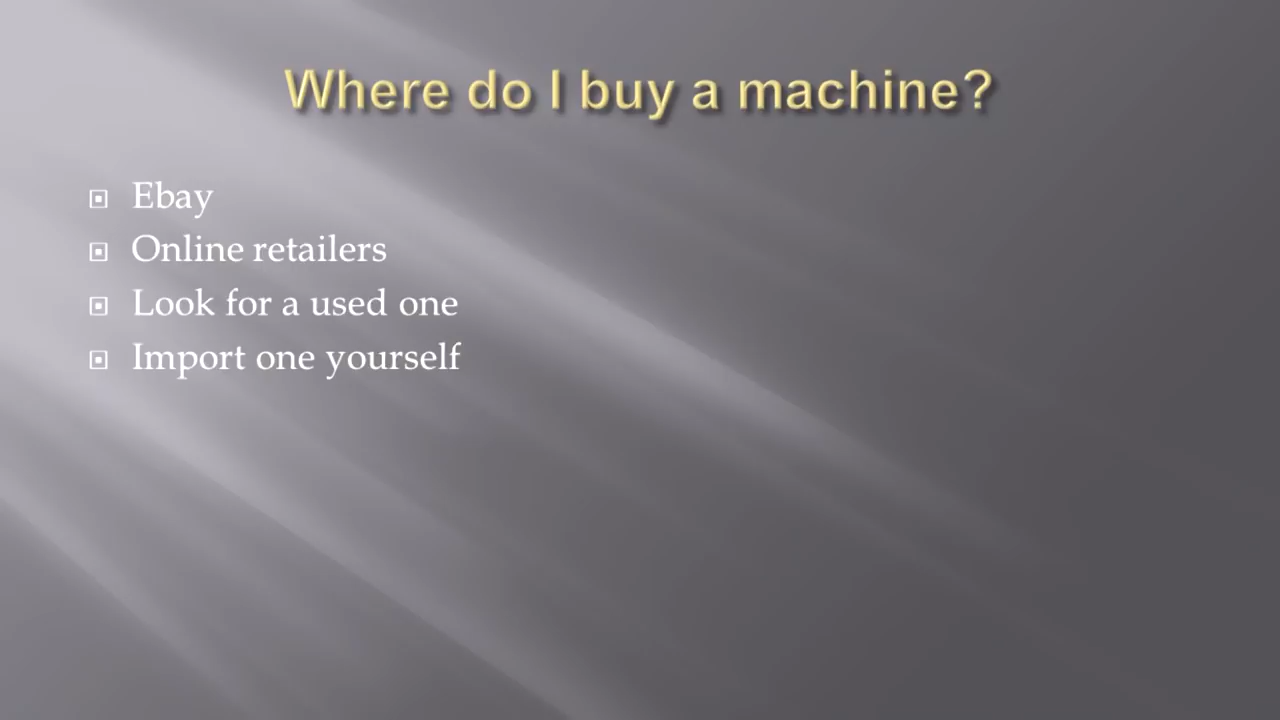 Where do I buy a machine?
Ebay
Online retailers
Look for a used one
Import one yourself